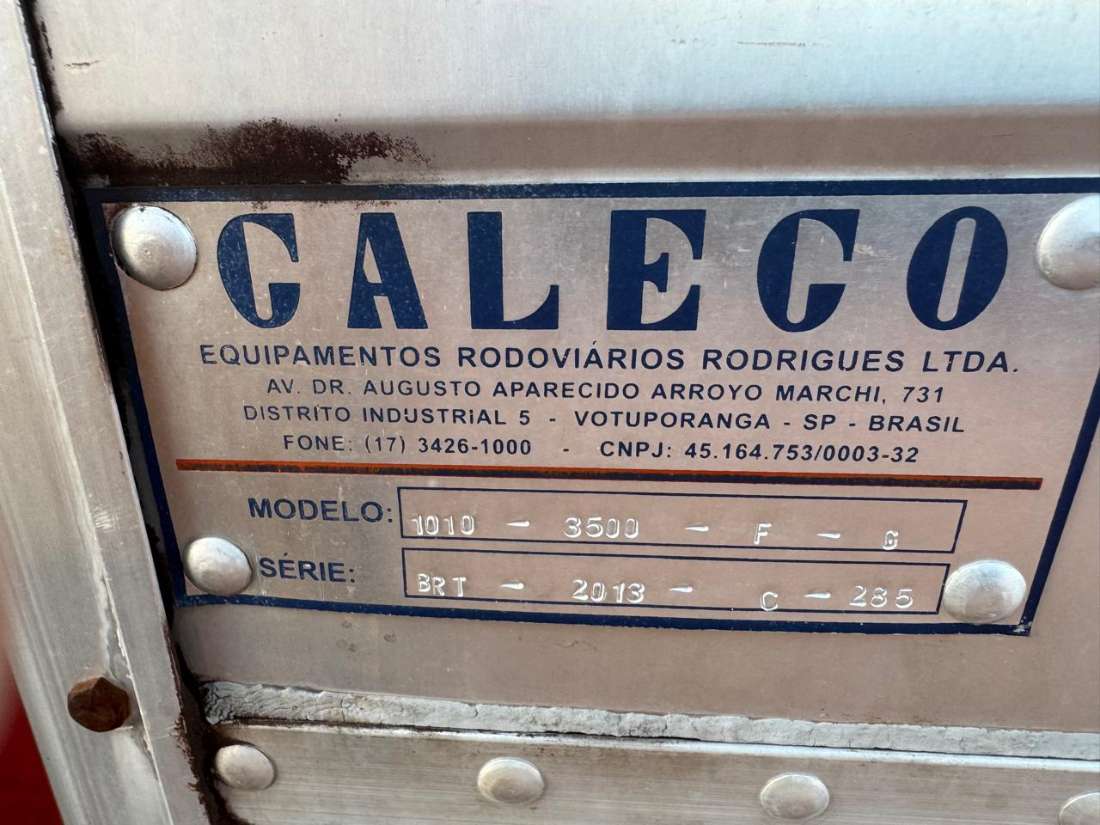 GALEGO
EQUIPAMENTOS RODOVIÁRIOS RODRIGUES LTDA.
AV. DR. AUGUSTO APARECIDO ARROYO MARCHI, 731
DISTRITO INDUSTRIAL 5 - VOTUPORANGA - SP - BRASIL
FONE: (17) 3426-1000 - CNPJ: 45.164.753/0003-32
MODELO: 1010 - 3500 - F - G
SÉRIE: BRT - 2013 - C - 285